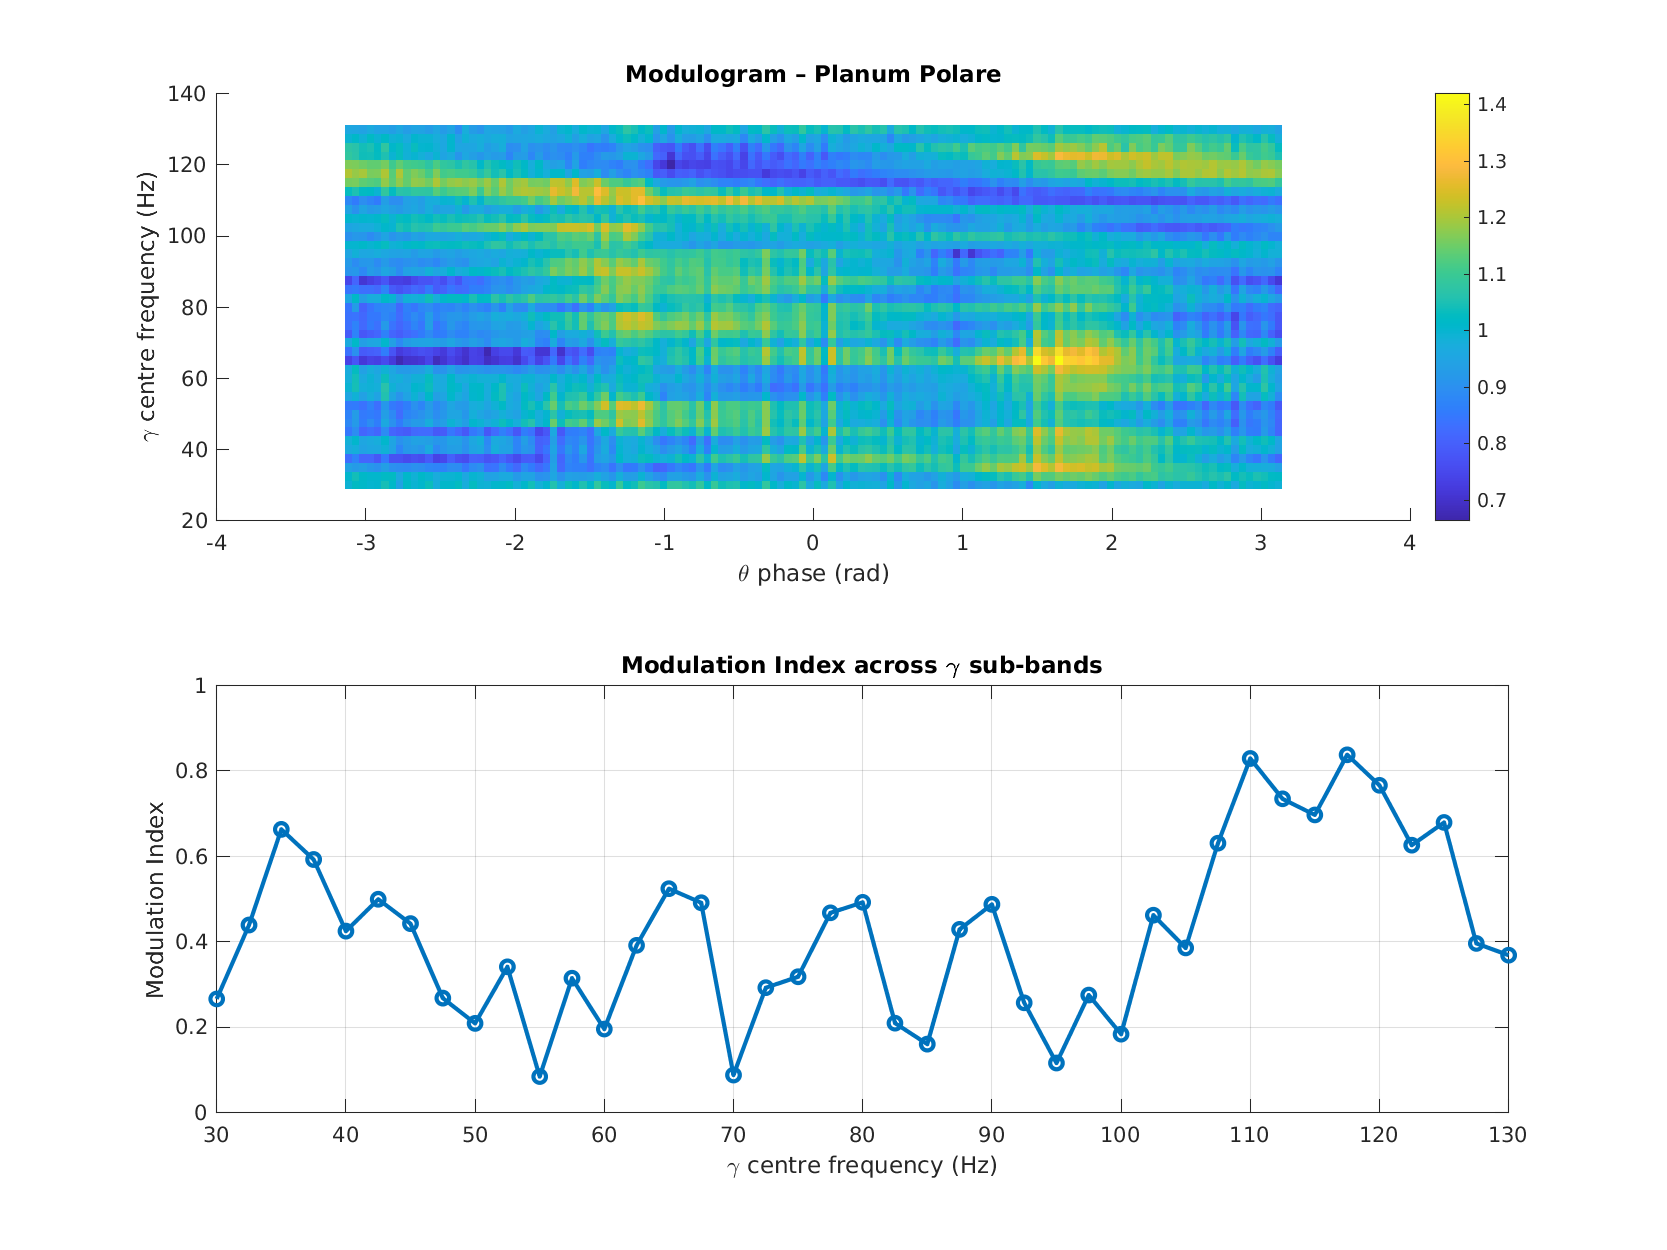 Modulogram – Planum Polare
γ centre frequency (Hz)
140
120
100
80
60
40
20
-4 -3 -2 -1 0 1 2 3 4
θ phase (rad)
1.4
1.3
1.2
1.1
1
0.9
0.8
0.7
Modulation Index across γ sub-bands
Modulation Index
1
0.8
0.6
0.4
0.2
0
30 40 50 60 70 80 90 100 110 120 130
γ centre frequency (Hz)